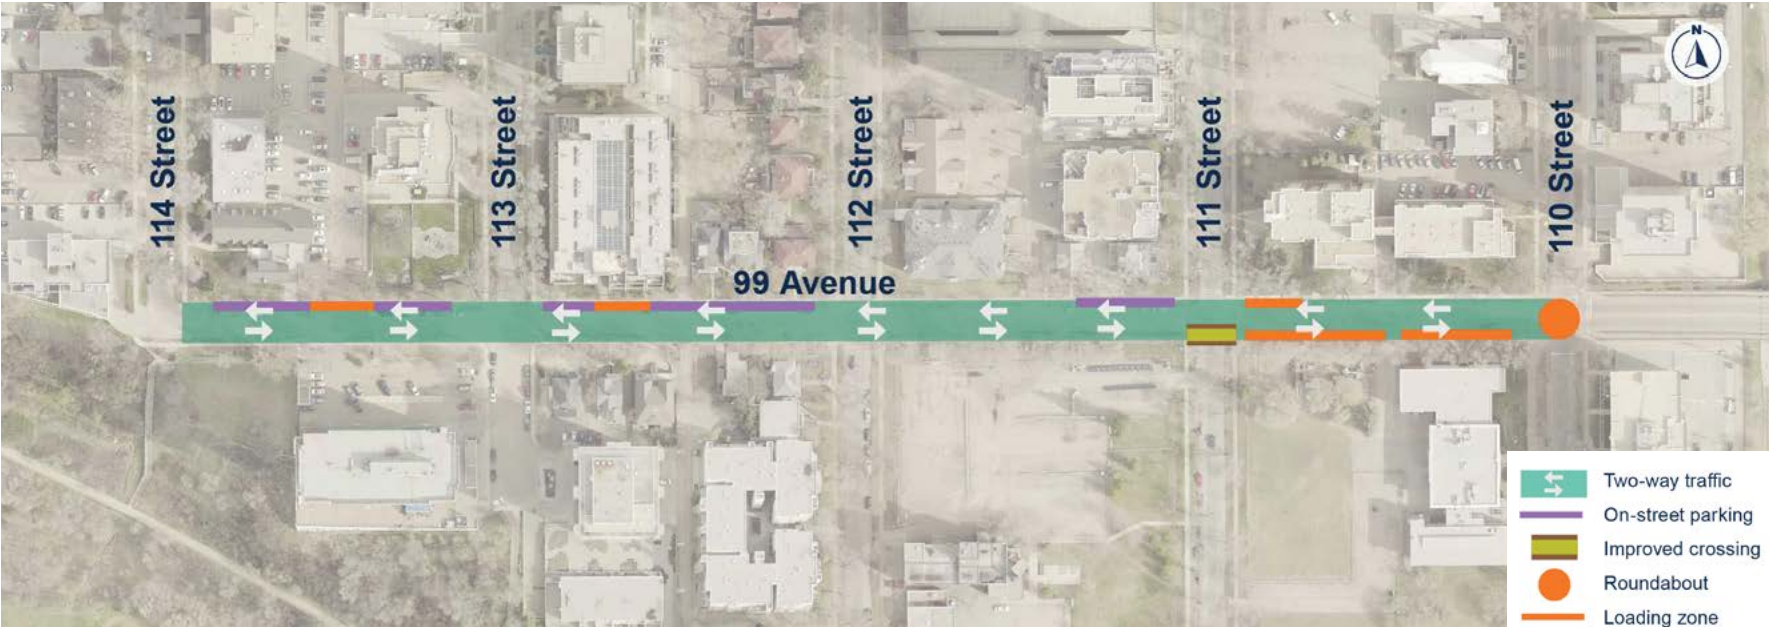 N
114 Street
113 Street
112 Street
111 Street
110 Street
99 Avenue
Two-way traffic
On-street parking
Improved crossing
Roundabout
Loading zone